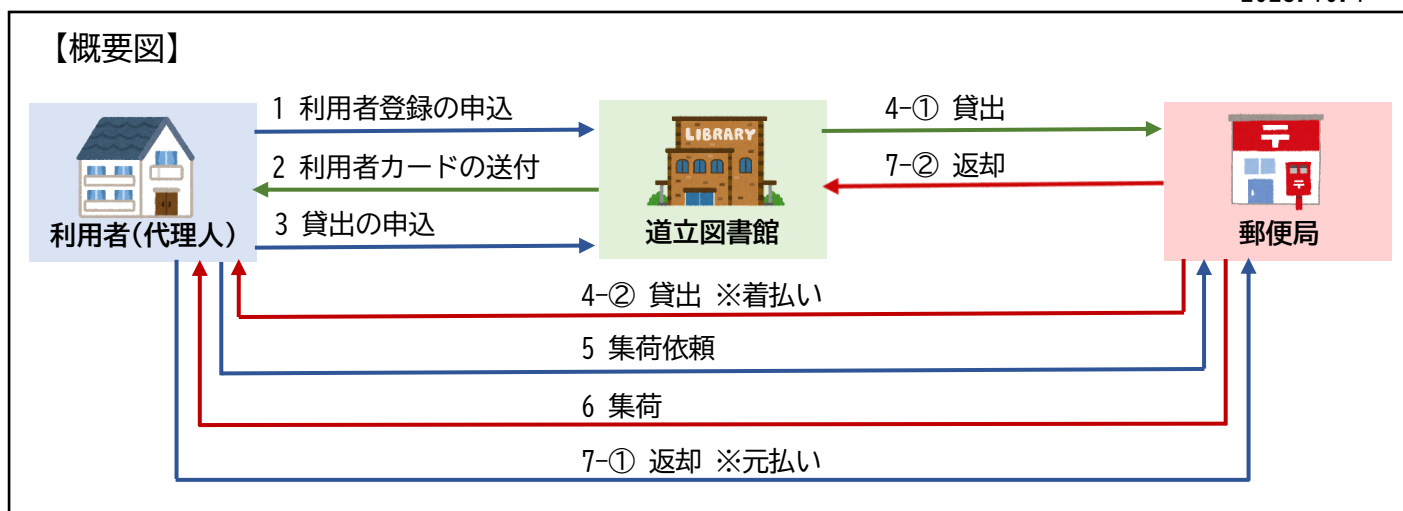 【概要図】
1 利用者登録の申込
4-① 貸出
LIBRARY
2 利用者カードの送付
7-② 返却
3 貸出の申込
利用者(代理人)
道立図書館
郵便局
4-② 貸出 ※着払い
5 集荷依頼
6 集荷
7-① 返却 ※元払い